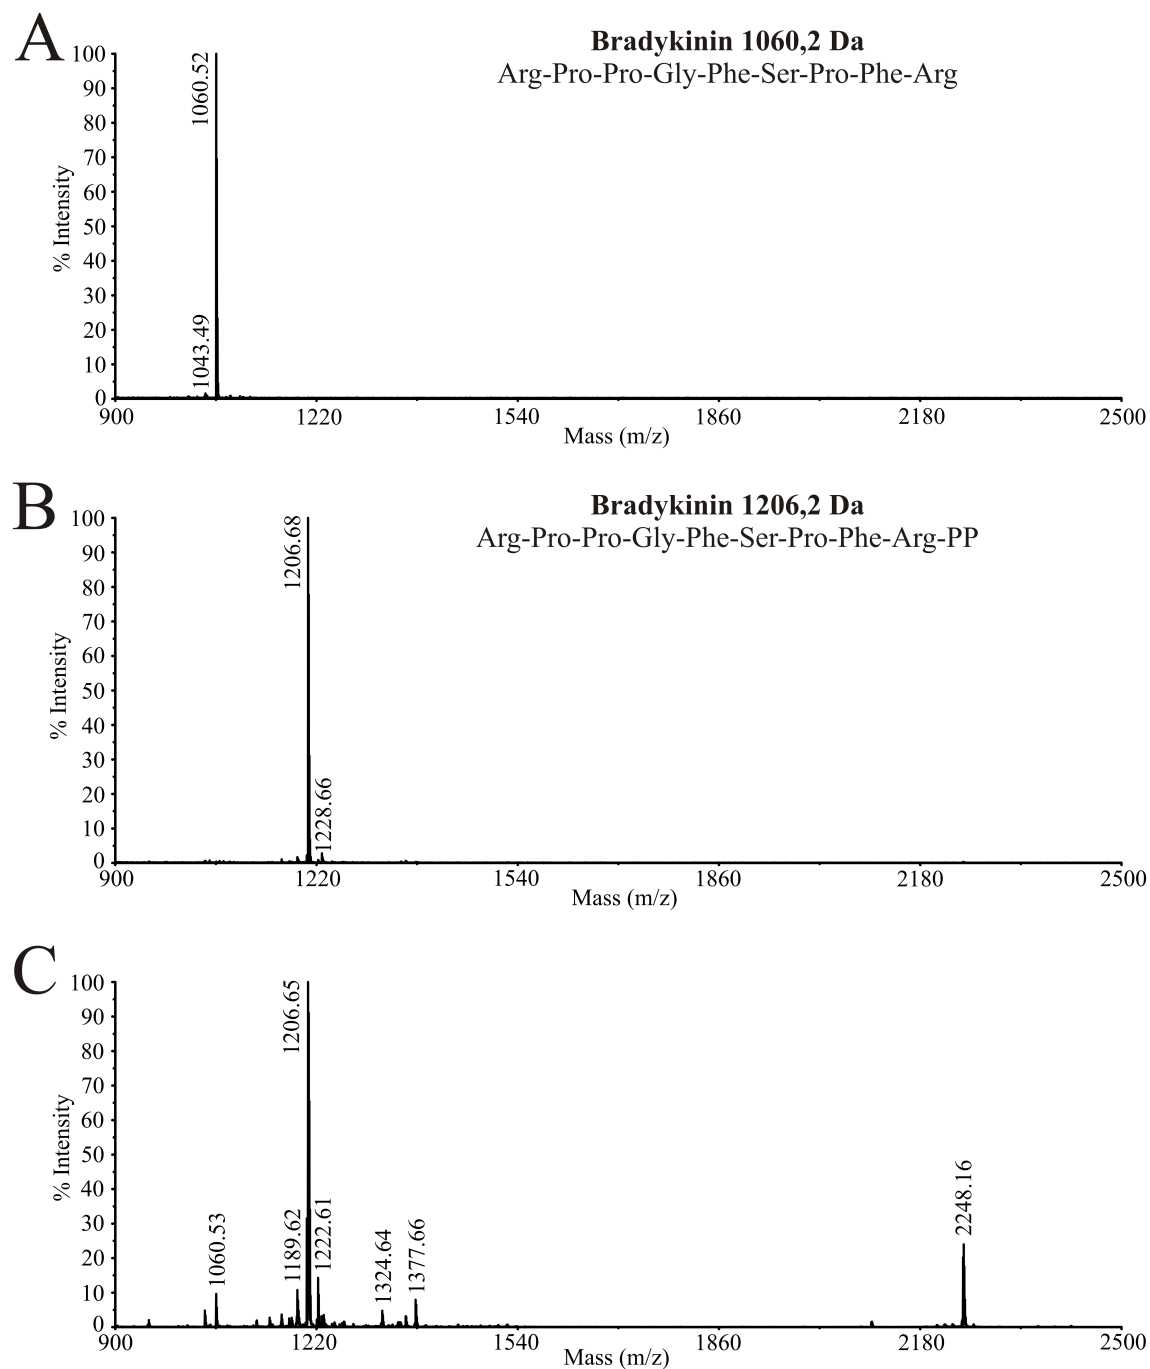 A
Bradykinin 1060,2 Da
Arg-Pro-Pro-Gly-Phe-Ser-Pro-Phe-Arg
100
90
80
70
60
50
40
30
20
10
0
% Intensity
1060.52
1043.49
900 1220 1540 1860 2180 2500
Mass (m/z)
B
Bradykinin 1206,2 Da
Arg-Pro-Pro-Gly-Phe-Ser-Pro-Phe-Arg-PP
100
90
80
70
60
50
40
30
20
10
0
% Intensity
1206.68
1228.66
900 1220 1540 1860 2180 2500
Mass (m/z)
C
100
90
80
70
60
50
40
30
20
10
0
% Intensity
1060.53
1189.62
1206.65
1222.61
1324.64
1377.66
2248.16
900 1220 1540 1860 2180 2500
Mass (m/z)